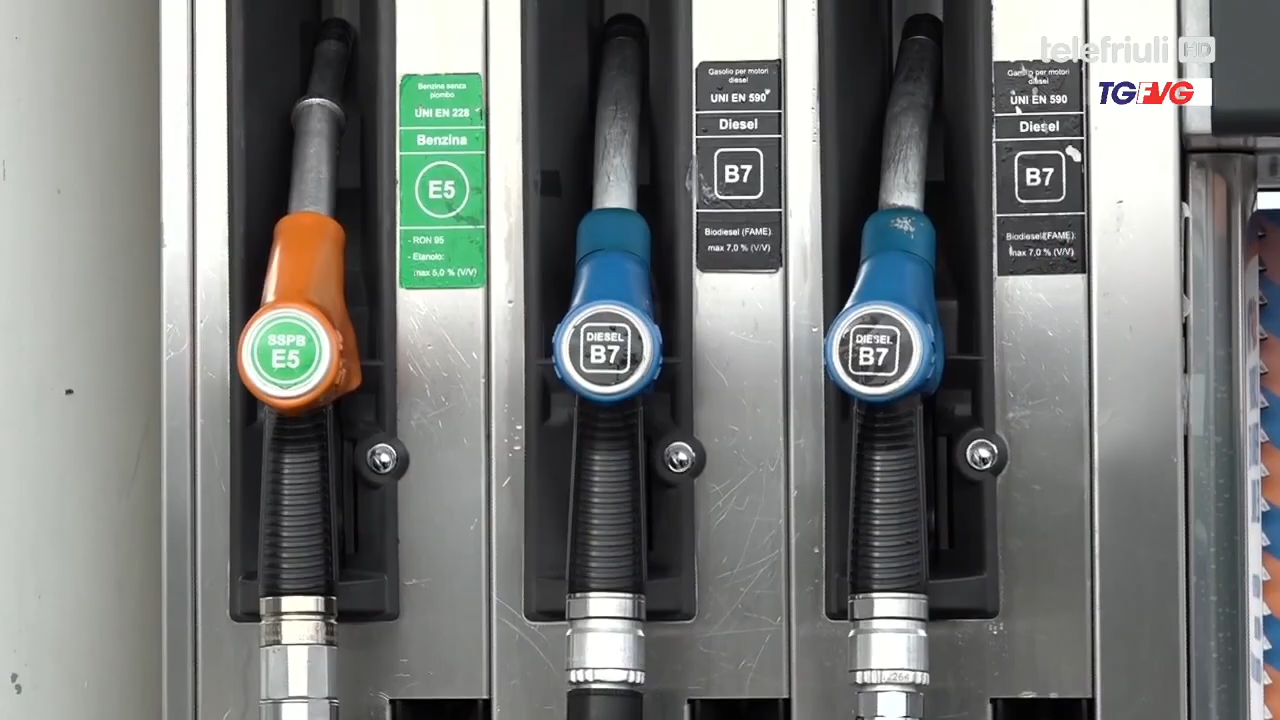 telefriuli HD
TGFVG
Benzina senza
piombo
UNI EN 228
Benzina
E5
- RON 95
- Etanolo:
max 5,0 % (V/V)
Gasolio per motori
diesel
UNI EN 590
Diesel
B7
Biodiesel (FAME):
max 7,0 % (V/V)
Gasolio per motori
diesel
UNI EN 590
Diesel
B7
Biodiesel (FAME):
max 7,0 % (V/V)
SSPB
E5
DIESEL
B7
DIESEL
B7
2264